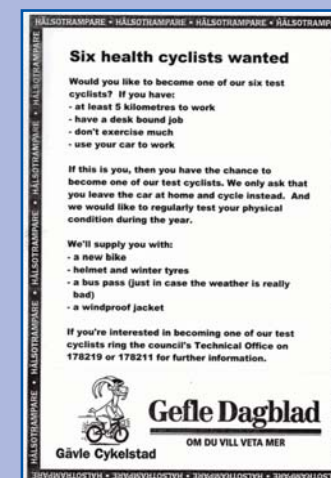 HÄLSOTRAMPARE • HÄLSOTRAMPARE • HÄLSOTRAMPARE • HÄLSOTRAMPARE
Six health cyclists wanted
Would you like to become one of our six test
cyclists? If you have:
- at least 5 kilometres to work
- have a desk bound job
- don't exercise much
- use your car to work
If this is you, then you have the chance to
become one of our test cyclists. We only ask that
you leave the car at home and cycle instead. And
we would like to regularly test your physical
condition during the year.
We'll supply you with:
- a new bike
- helmet and winter tyres
- a bus pass (just in case the weather is really
bad)
- a windproof jacket
If you're interested in becoming one of our test
cyclists ring the council's Technical Office on
178219 or 178211 for further information.
Gävle Cykelstad
Gefle Dagblad
OM DU VILL VETA MER